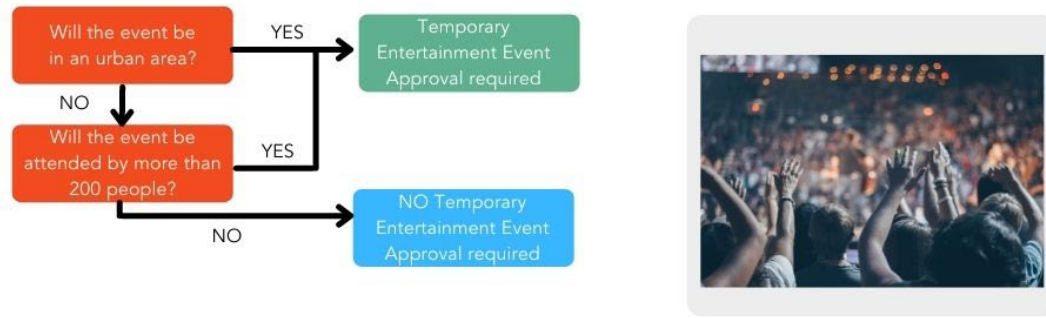 Will the event be
in an urban area?
YES
Temporary
Entertainment Event
Approval required
NO
Will the event be
attended by more than
200 people?
YES
NO
NO Temporary
Entertainment Event
Approval required